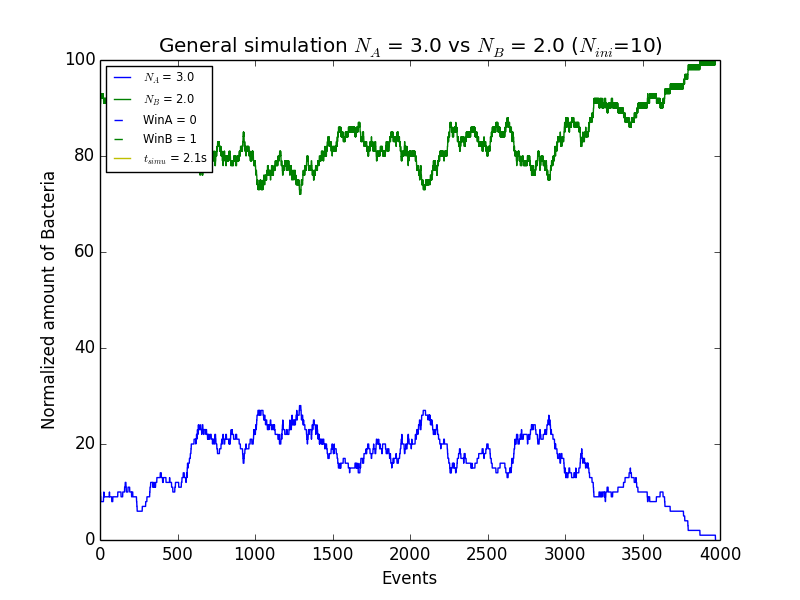 General simulation N_A = 3.0 vs N_B = 2.0 (N_ini=10)
Normalized amount of Bacteria
100
80
60
40
20
0
N_A = 3.0
N_B = 2.0
WinA = 0
WinB = 1
t_simu = 2.1s
0 500 1000 1500 2000 2500 3000 3500 4000
Events